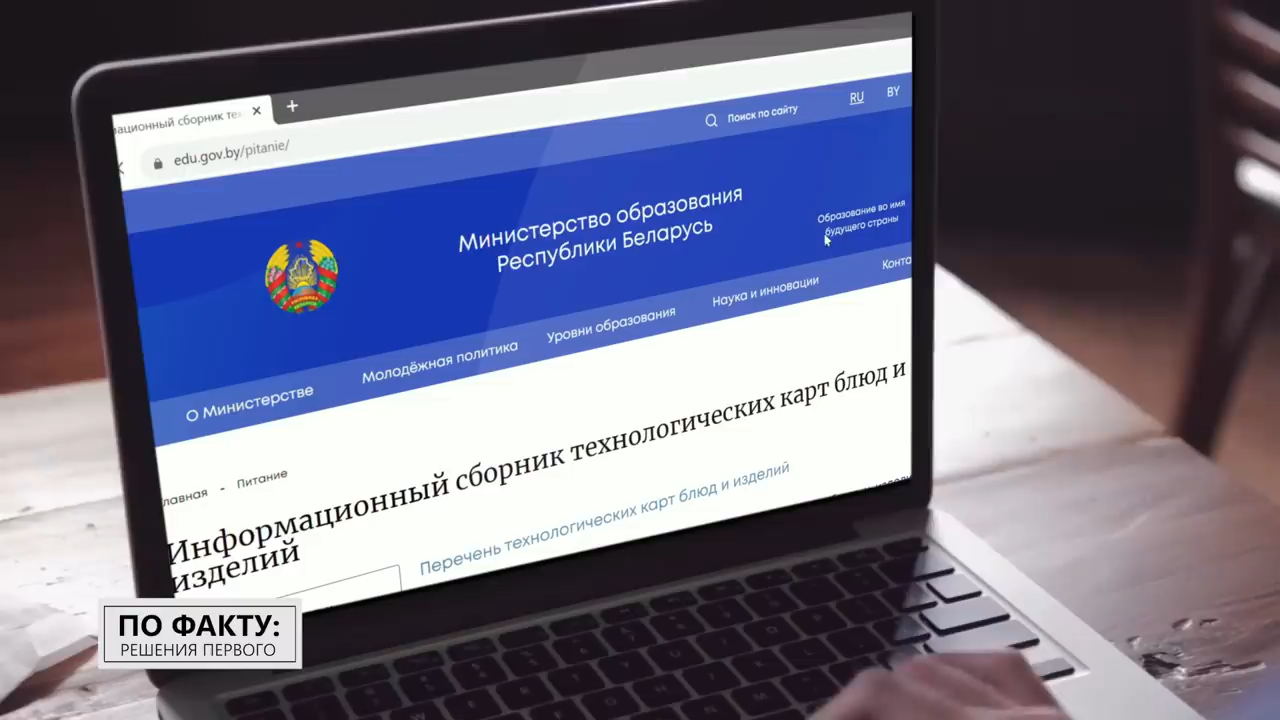 ационный сборник тех
edu.gov.by/pitanie/
Поиск по сайту
RU
BY
Министерство образования
Республики Беларусь
Образование во имя
будущего страны
О Министерстве
Молодёжная политика
Уровни образования
Наука и инновации
Конта
лавная - Питание
Информационный сборник технологических карт блюд и
изделий
Перечень технологических карт блюд и изделий
ПО ФАКТУ:
РЕШЕНИЯ ПЕРВОГО